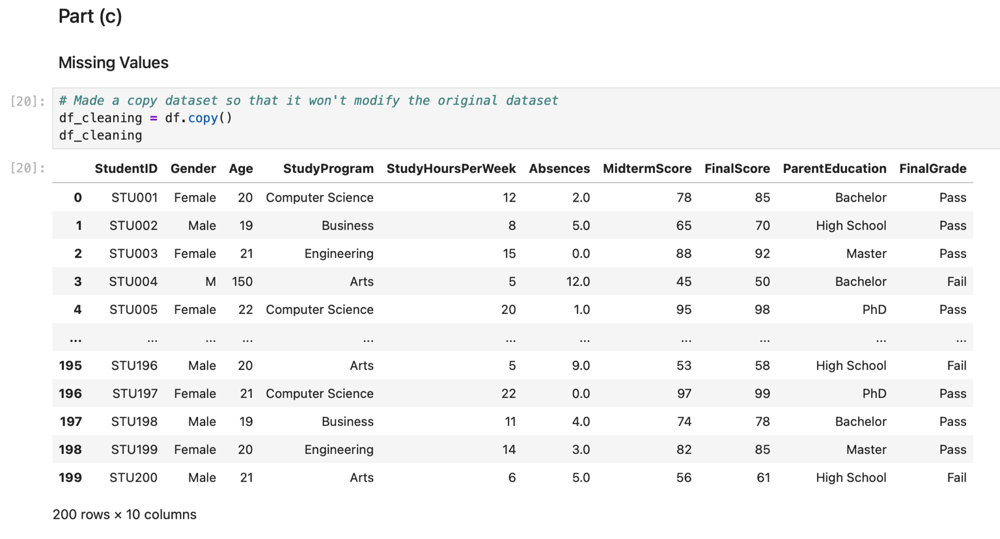 Part (c)
Missing Values
[20]: # Made a copy dataset so that it won't modify the original dataset
df_cleaning = df.copy()
df_cleaning
[20]: StudentID Gender Age StudyProgram StudyHoursPerWeek Absences MidtermScore FinalScore ParentEducation FinalGrade
0 STU001 Female 20 Computer Science 12 2.0 78 85 Bachelor Pass
1 STU002 Male 19 Business 8 5.0 65 70 High School Pass
2 STU003 Female 21 Engineering 15 0.0 88 92 Master Pass
3 STU004 M 150 Arts 5 12.0 45 50 Bachelor Fail
4 STU005 Female 22 Computer Science 20 1.0 95 98 PhD Pass
... ... ... ... ... ... ... ... ... ... ...
195 STU196 Male 20 Arts 5 9.0 53 58 High School Fail
196 STU197 Female 21 Computer Science 22 0.0 97 99 PhD Pass
197 STU198 Male 19 Business 11 4.0 74 78 Bachelor Pass
198 STU199 Female 20 Engineering 14 3.0 82 85 Master Pass
199 STU200 Male 21 Arts 6 5.0 56 61 High School Fail
200 rows × 10 columns